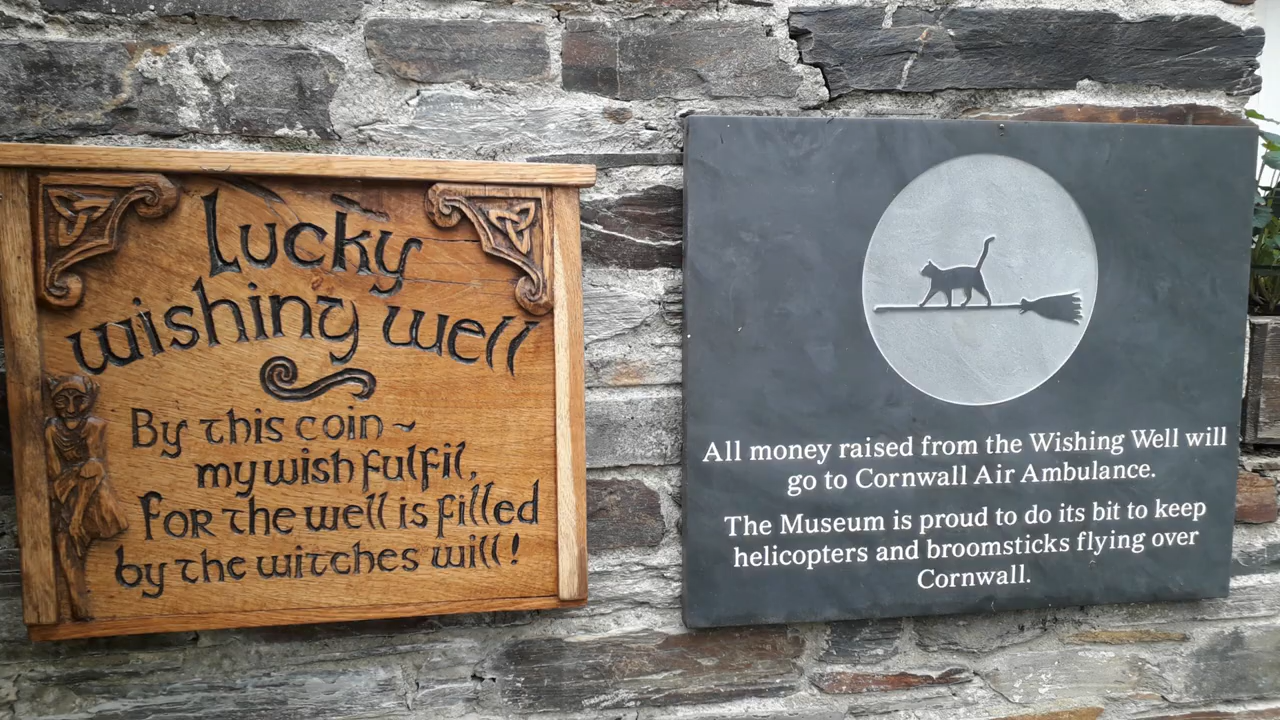 Lucky
wishing well
By this coin ~
my wish fulfil,
For the well is filled
by the witches will!
All money raised from the Wishing Well will
go to Cornwall Air Ambulance.
The Museum is proud to do its bit to keep
helicopters and broomsticks flying over
Cornwall.